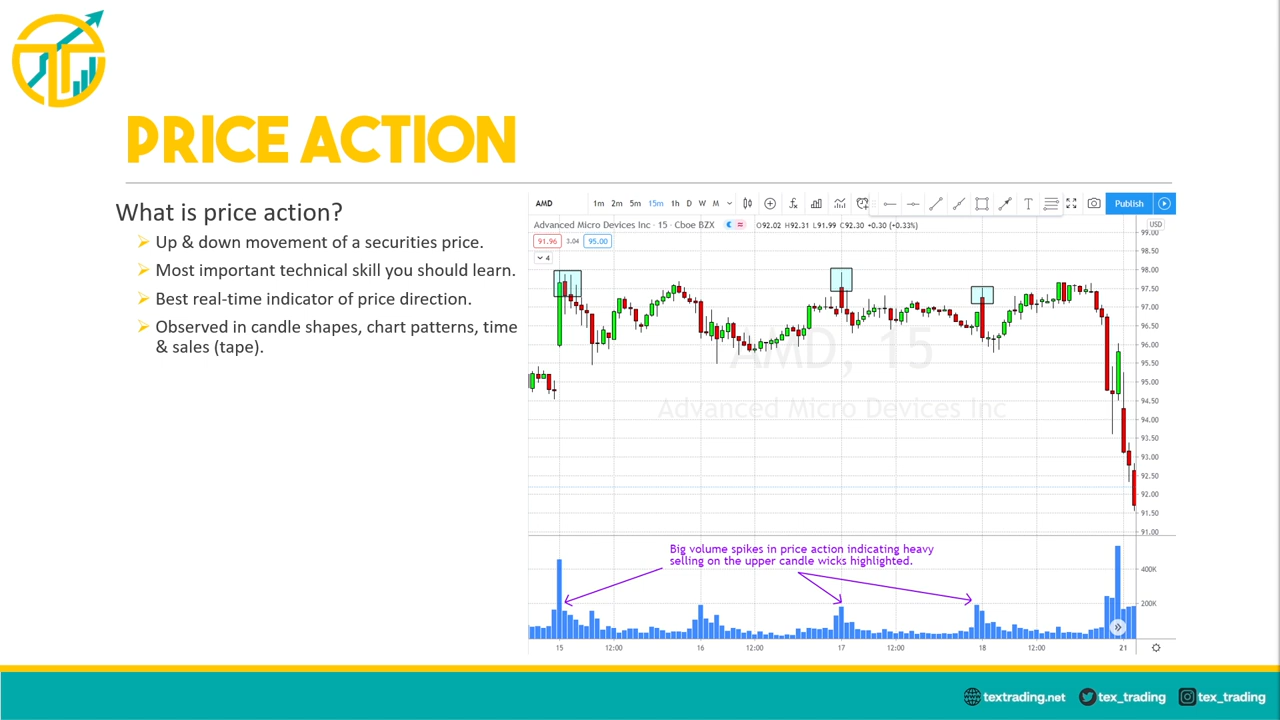 PRICE ACTION
What is price action?
Up & down movement of a securities price.
Most important technical skill you should learn.
Best real-time indicator of price direction.
Observed in candle shapes, chart patterns, time
& sales (tape).
AMD 1m 2m 5m 15m 1h D W M Publish
Advanced Micro Devices Inc · 15 · Cboe BZX O92.02 H92.31 L91.99 C92.30 +0.30 (+0.33%) USD
91.96 3.04 95.00
4
99.00
98.00
97.50
97.00
96.50
96.00
95.50
95.00
94.50
94.00
93.50
93.00
92.50
92.00
91.50
91.00
AMD, 15
Advanced Micro Devices Inc
Big volume spikes in price action indicating heavy
selling on the upper candle wicks highlighted.
400K
200K
15 12:00 16 12:00 17 12:00 18 12:00 21
textrading.net tex_trading tex_trading